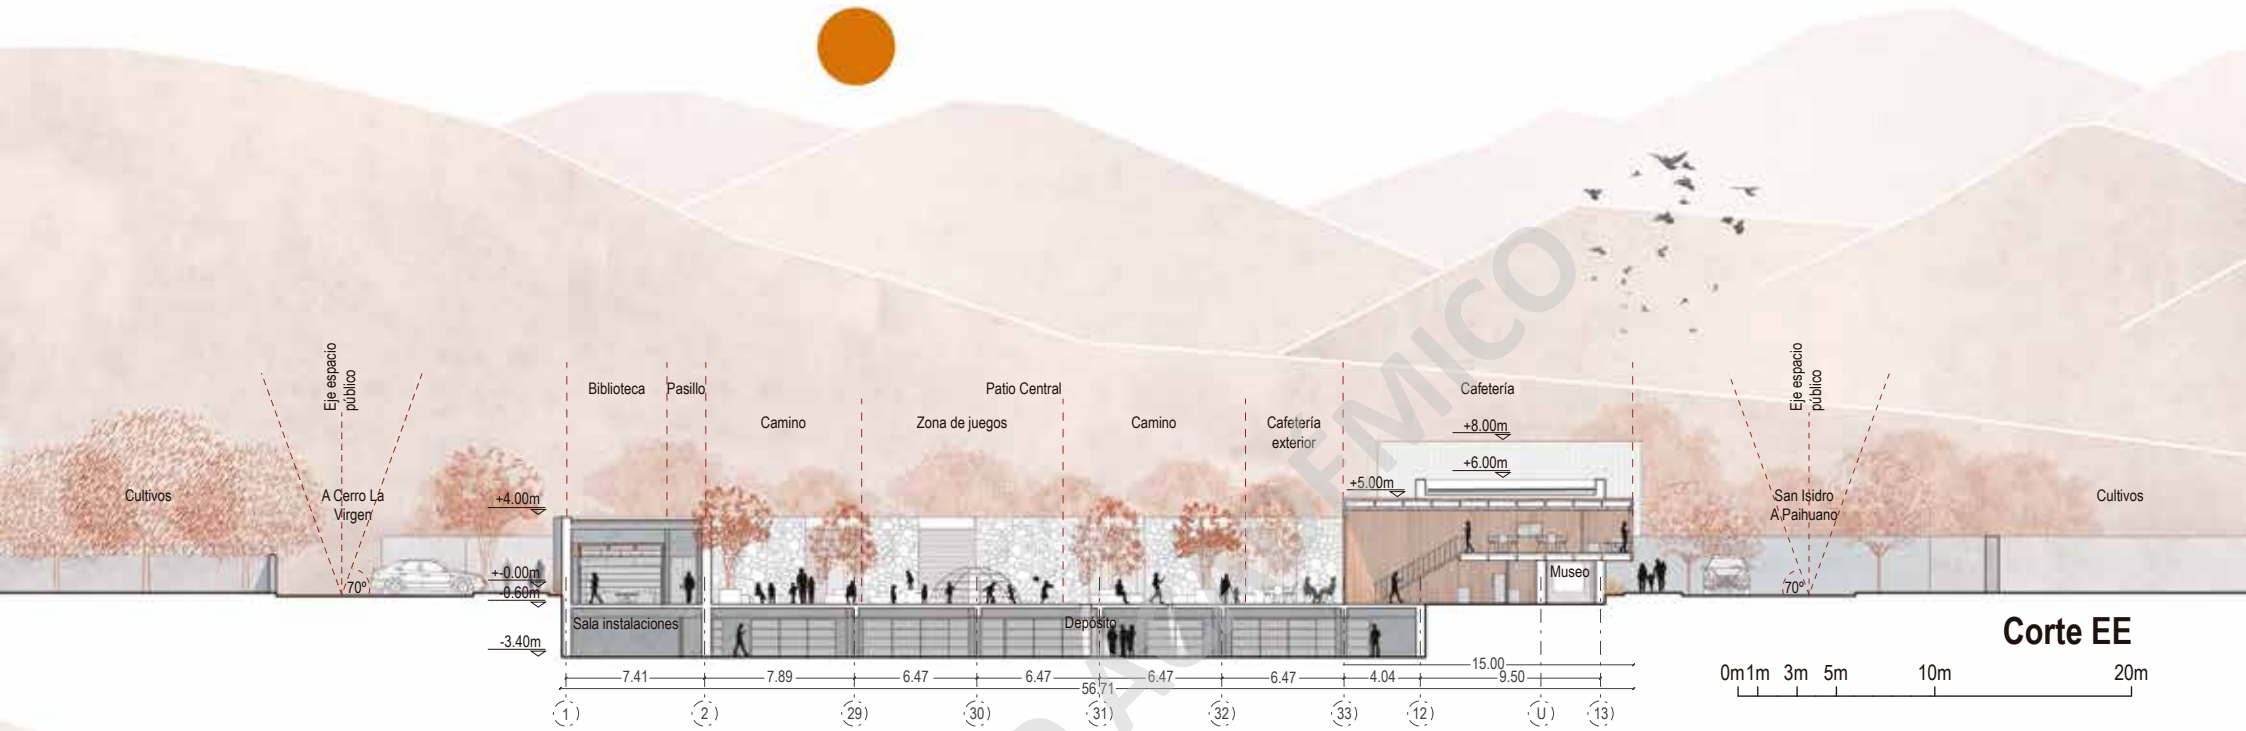 Eje espacio
público
Eje espacio
público
Biblioteca
Pasillo
Patio Central
Cafetería
Camino
Zona de juegos
Camino
Cafetería
exterior
+8.00m
+6.00m
+5.00m
Cultivos
A Cerro La
Virgen
+4.00m
San Isidro
A Paihuano
Cultivos
+-0.00m
-0.60m
70º
Museo
70º
Sala instalaciones
Depósito
-3.40m
Corte EE
15.00
7.41
7.89
6.47
6.47
6.47
6.47
4.04
9.50
56.71
0m 1m 3m 5m 10m 20m
1
2
29
30
31
32
33
12
U
13